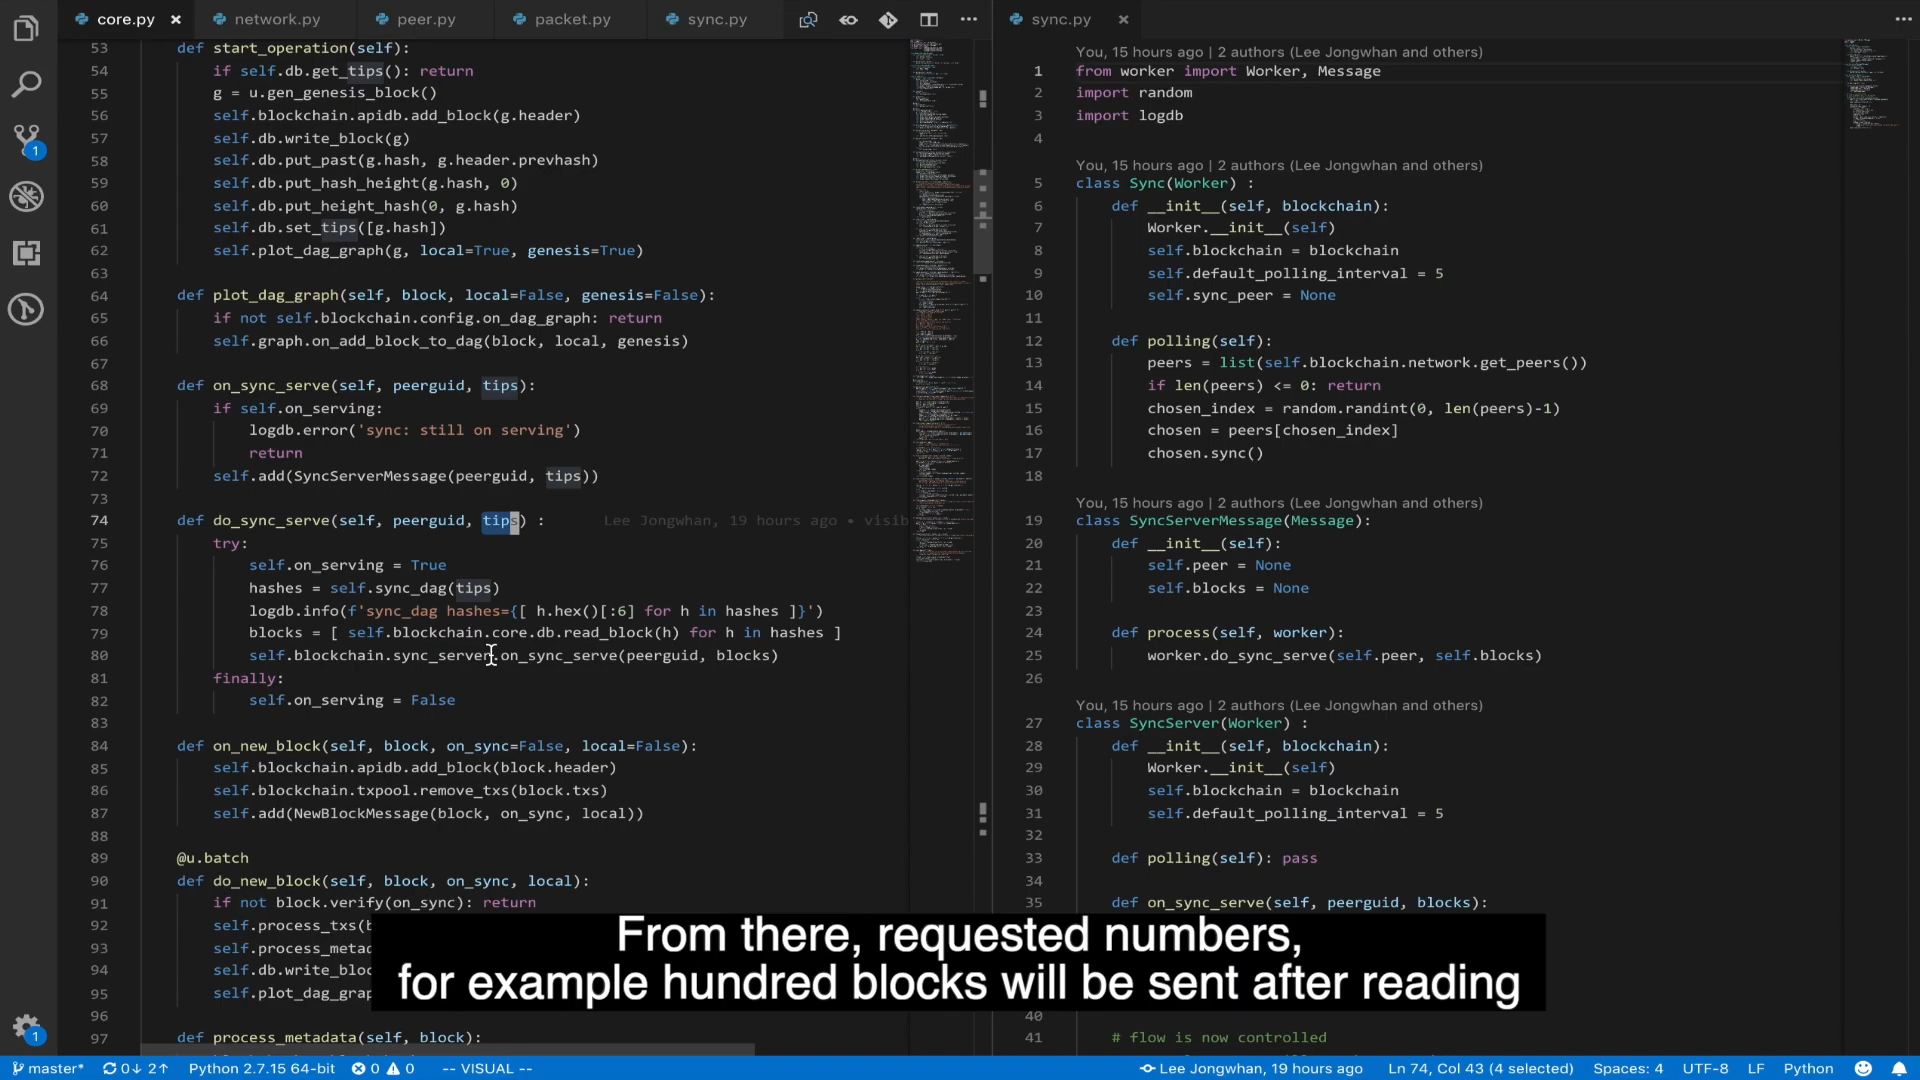 core.py
network.py
peer.py
packet.py
sync.py
sync.py
53 def start_operation(self):
54 if self.db.get_tips(): return
55 g = u.gen_genesis_block()
56 self.blockchain.apidb.add_block(g.header)
57 self.db.write_block(g)
58 self.db.put_past(g.hash, g.header.prevhash)
59 self.db.put_hash_height(g.hash, 0)
60 self.db.put_height_hash(0, g.hash)
61 self.db.set_tips([g.hash])
62 self.plot_dag_graph(g, local=True, genesis=True)
63
64 def plot_dag_graph(self, block, local=False, genesis=False):
65 if not self.blockchain.config.on_dag_graph: return
66 self.graph.on_add_block_to_dag(block, local, genesis)
67
68 def on_sync_serve(self, peerguid, tips):
69 if self.on_serving:
70 logdb.error('sync: still on serving')
71 return
72 self.add(SyncServerMessage(peerguid, tips))
73
74 def do_sync_serve(self, peerguid, tips) : Lee Jongwhan, 19 hours ago • visib
75 try:
76 self.on_serving = True
77 hashes = self.sync_dag(tips)
78 logdb.info(f'sync_dag hashes={[ h.hex()[:6] for h in hashes ]}')
79 blocks = [ self.blockchain.core.db.read_block(h) for h in hashes ]
80 self.blockchain.sync_server.on_sync_serve(peerguid, blocks)
81 finally:
82 self.on_serving = False
83
84 def on_new_block(self, block, on_sync=False, local=False):
85 self.blockchain.apidb.add_block(block.header)
86 self.blockchain.txpool.remove_txs(block.txs)
87 self.add(NewBlockMessage(block, on_sync, local))
88
89 @u.batch
90 def do_new_block(self, block, on_sync, local):
91 if not block.verify(on_sync): return
92 self.process_txs(b
93 self.process_metad
94 self.db.write_bloc
95 self.plot_dag_grap
96
97 def process_metadata(self, block):
You, 15 hours ago | 2 authors (Lee Jongwhan and others)
1 from worker import Worker, Message
2 import random
3 import logdb
4
You, 15 hours ago | 2 authors (Lee Jongwhan and others)
5 class Sync(Worker) :
6 def __init__(self, blockchain):
7 Worker.__init__(self)
8 self.blockchain = blockchain
9 self.default_polling_interval = 5
10 self.sync_peer = None
11
12 def polling(self):
13 peers = list(self.blockchain.network.get_peers())
14 if len(peers) <= 0: return
15 chosen_index = random.randint(0, len(peers)-1)
16 chosen = peers[chosen_index]
17 chosen.sync()
18
You, 15 hours ago | 2 authors (Lee Jongwhan and others)
19 class SyncServerMessage(Message):
20 def __init__(self):
21 self.peer = None
22 self.blocks = None
23
24 def process(self, worker):
25 worker.do_sync_serve(self.peer, self.blocks)
26
You, 15 hours ago | 2 authors (Lee Jongwhan and others)
27 class SyncServer(Worker) :
28 def __init__(self, blockchain):
29 Worker.__init__(self)
30 self.blockchain = blockchain
31 self.default_polling_interval = 5
32
33 def polling(self): pass
34
35 def on_sync_serve(self, peerguid, blocks):
40
41 # flow is now controlled
From there, requested numbers,
for example hundred blocks will be sent after reading
1
1
master* 0↓ 2↑ Python 2.7.15 64-bit 0 0 -- VISUAL -- Lee Jongwhan, 19 hours ago Ln 74, Col 43 (4 selected) Spaces: 4 UTF-8 LF Python